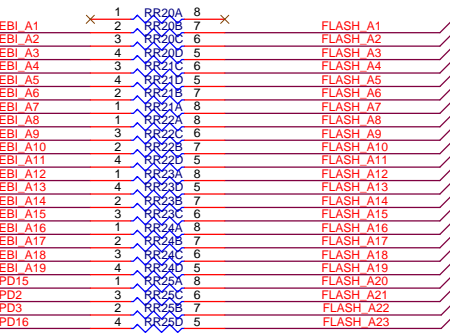 1 RR20A 8
EBI_A1 2 RR20B 7 FLASH_A1
EBI_A2 3 RR20C 6 FLASH_A2
EBI_A3 4 RR20D 5 FLASH_A3
EBI_A4 3 RR21C 6 FLASH_A4
EBI_A5 4 RR21D 5 FLASH_A5
EBI_A6 2 RR21B 7 FLASH_A6
EBI_A7 1 RR21A 8 FLASH_A7
EBI_A8 1 RR22A 8 FLASH_A8
EBI_A9 3 RR22C 6 FLASH_A9
EBI_A10 2 RR22B 7 FLASH_A10
EBI_A11 4 RR22D 5 FLASH_A11
EBI_A12 1 RR23A 8 FLASH_A12
EBI_A13 4 RR23D 5 FLASH_A13
EBI_A14 2 RR23B 7 FLASH_A14
EBI_A15 3 RR23C 6 FLASH_A15
EBI_A16 1 RR24A 8 FLASH_A16
EBI_A17 2 RR24B 7 FLASH_A17
EBI_A18 3 RR24C 6 FLASH_A18
EBI_A19 4 RR24D 5 FLASH_A19
PD15 1 RR25A 8 FLASH_A20
PD2 3 RR25C 6 FLASH_A21
PD3 2 RR25B 7 FLASH_A22
PD16 4 RR25D 5 FLASH_A23